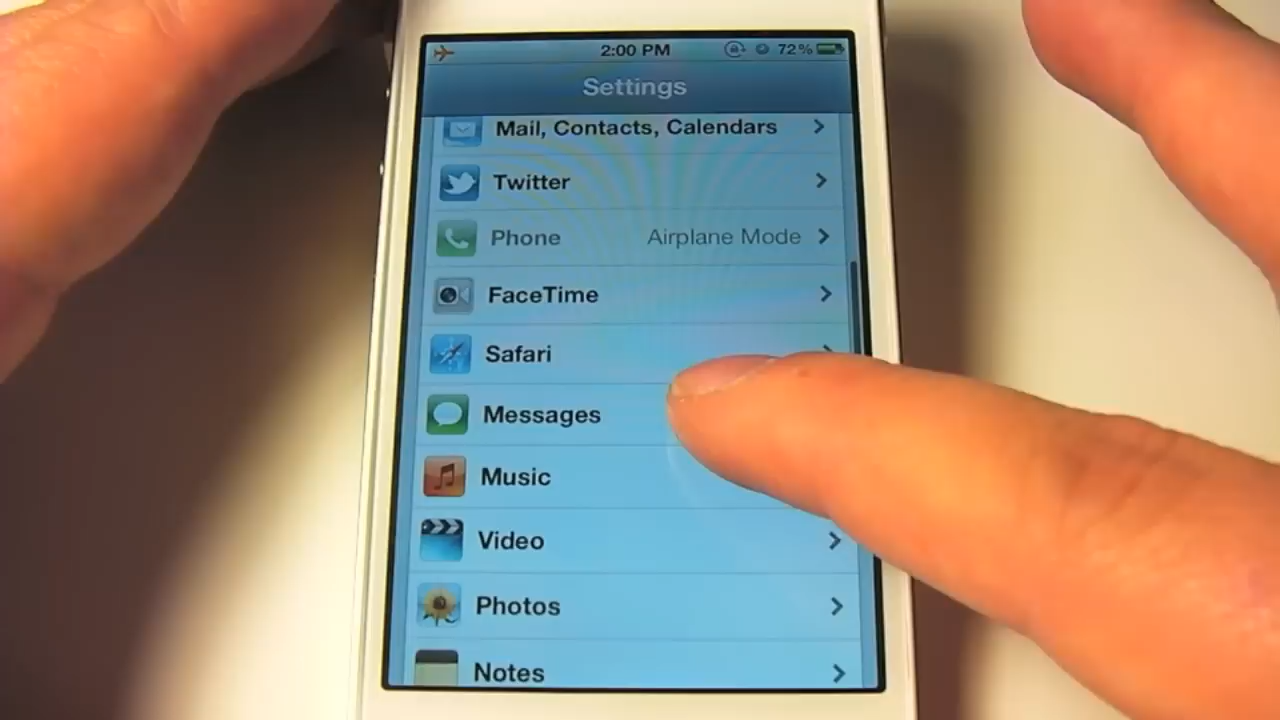 2:00 PM 72%
Settings
Mail, Contacts, Calendars
Twitter
Phone Airplane Mode
FaceTime
Safari
Messages
Music
Video
Photos
Notes